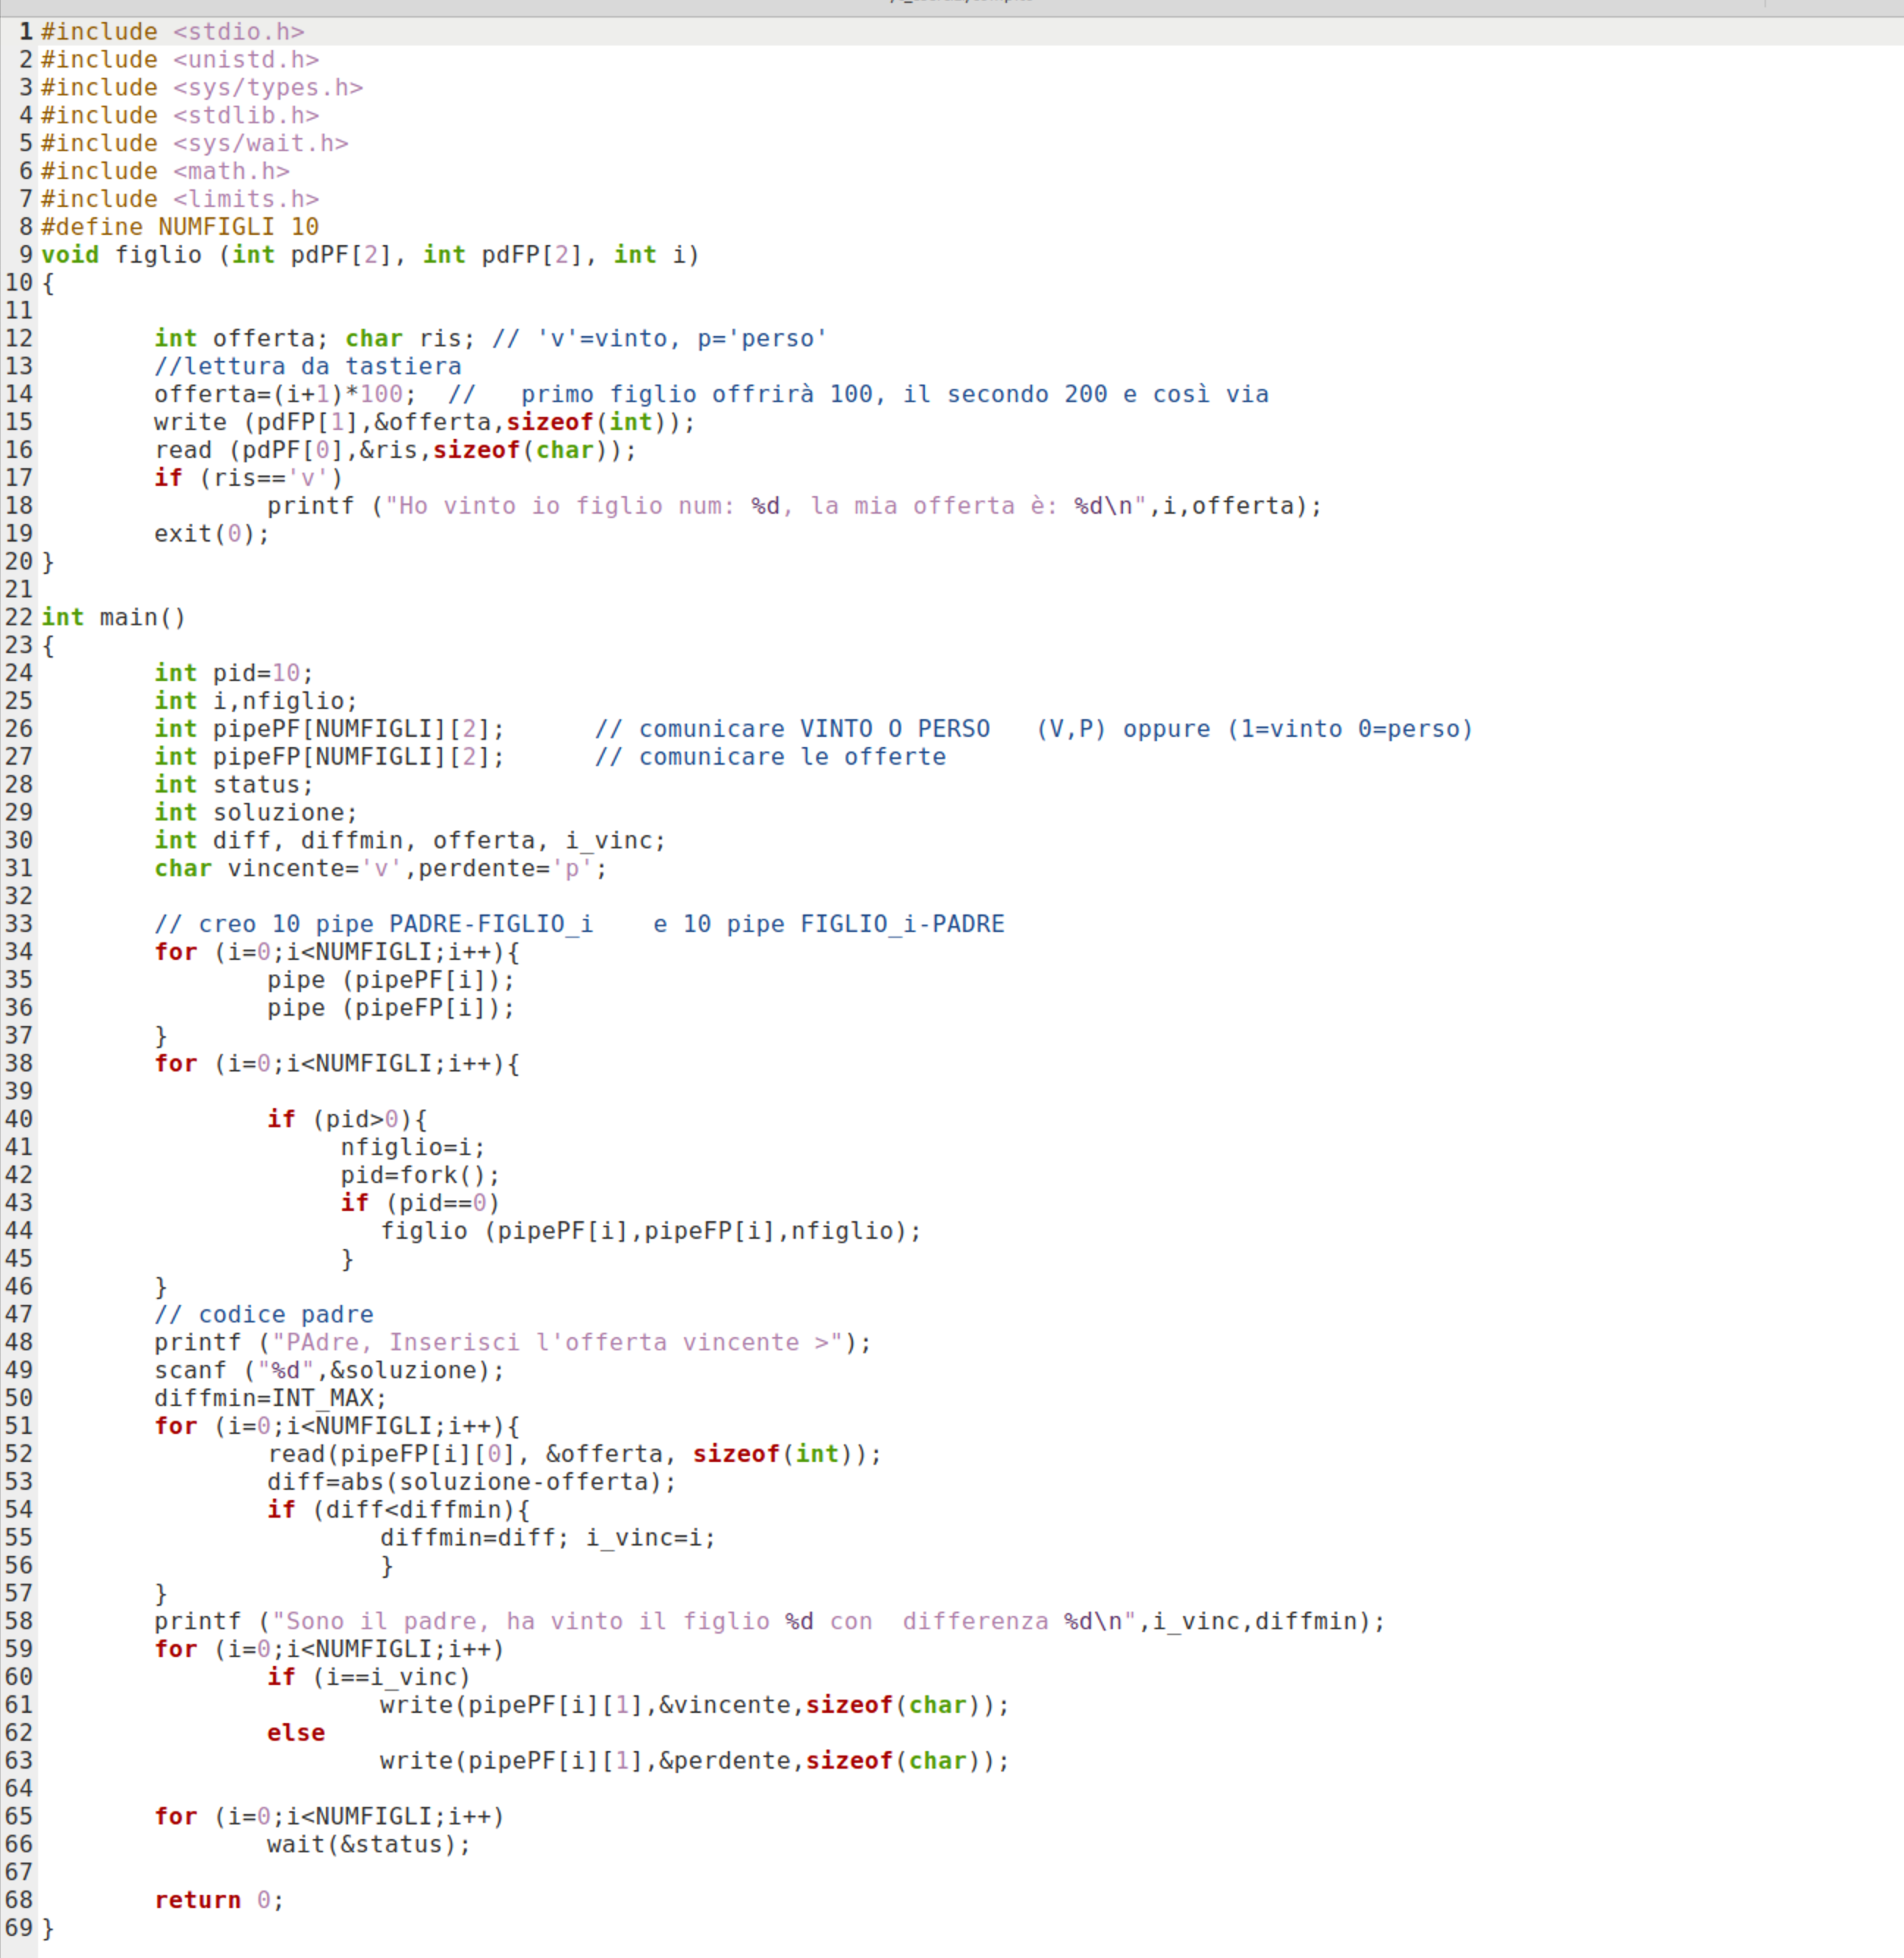 1 #include <stdio.h>
2 #include <unistd.h>
3 #include <sys/types.h>
4 #include <stdlib.h>
5 #include <sys/wait.h>
6 #include <math.h>
7 #include <limits.h>
8 #define NUMFIGLI 10
9 void figlio (int pdPF[2], int pdFP[2], int i)
10 {
11
12 int offerta; char ris; // 'v'=vinto, p='perso'
13 //lettura da tastiera
14 offerta=(i+1)*100;  //   primo figlio offrirà 100, il secondo 200 e così via
15 write (pdFP[1],&offerta,sizeof(int));
16 read (pdPF[0],&ris,sizeof(char));
17 if (ris=='v')
18 printf ("Ho vinto io figlio num: %d, la mia offerta è: %d\n",i,offerta);
19 exit(0);
20 }
21
22 int main()
23 {
24 int pid=10;
25 int i,nfiglio;
26 int pipePF[NUMFIGLI][2];      // comunicare VINTO O PERSO   (V,P) oppure (1=vinto 0=perso)
27 int pipeFP[NUMFIGLI][2];      // comunicare le offerte
28 int status;
29 int soluzione;
30 int diff, diffmin, offerta, i_vinc;
31 char vincente='v',perdente='p';
32
33 // creo 10 pipe PADRE-FIGLIO_i    e 10 pipe FIGLIO_i-PADRE
34 for (i=0;i<NUMFIGLI;i++){
35 pipe (pipePF[i]);
36 pipe (pipeFP[i]);
37 }
38 for (i=0;i<NUMFIGLI;i++){
39
40 if (pid>0){
41 nfiglio=i;
42 pid=fork();
43 if (pid==0)
44 figlio (pipePF[i],pipeFP[i],nfiglio);
45 }
46 }
47 // codice padre
48 printf ("PAdre, Inserisci l'offerta vincente >");
49 scanf ("%d",&soluzione);
50 diffmin=INT_MAX;
51 for (i=0;i<NUMFIGLI;i++){
52 read(pipeFP[i][0], &offerta, sizeof(int));
53 diff=abs(soluzione-offerta);
54 if (diff<diffmin){
55 diffmin=diff; i_vinc=i;
56 }
57 }
58 printf ("Sono il padre, ha vinto il figlio %d con  differenza %d\n",i_vinc,diffmin);
59 for (i=0;i<NUMFIGLI;i++)
60 if (i==i_vinc)
61 write(pipePF[i][1],&vincente,sizeof(char));
62 else
63 write(pipePF[i][1],&perdente,sizeof(char));
64
65 for (i=0;i<NUMFIGLI;i++)
66 wait(&status);
67
68 return 0;
69 }